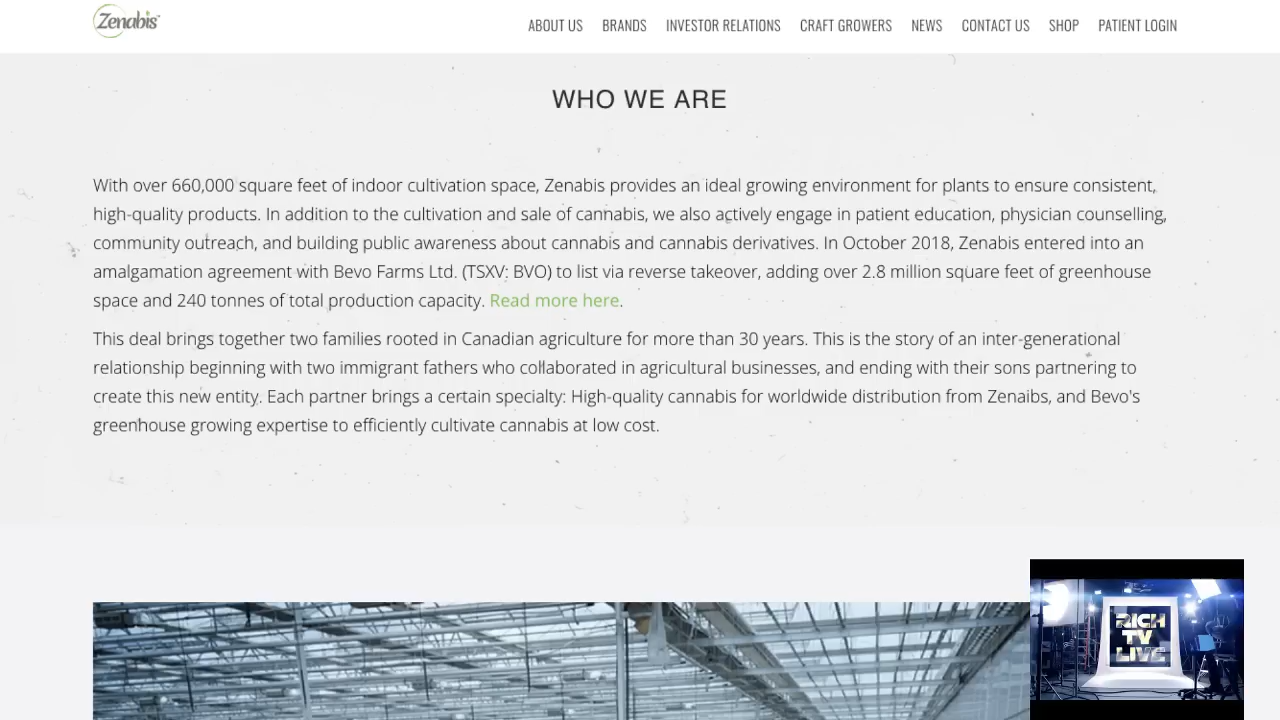 Zenabis
ABOUT US BRANDS INVESTOR RELATIONS CRAFT GROWERS NEWS CONTACT US SHOP PATIENT LOGIN
WHO WE ARE
With over 660,000 square feet of indoor cultivation space, Zenabis provides an ideal growing environment for plants to ensure consistent,
high-quality products. In addition to the cultivation and sale of cannabis, we also actively engage in patient education, physician counselling,
community outreach, and building public awareness about cannabis and cannabis derivatives. In October 2018, Zenabis entered into an
amalgamation agreement with Bevo Farms Ltd. (TSXV: BVO) to list via reverse takeover, adding over 2.8 million square feet of greenhouse
space and 240 tonnes of total production capacity. Read more here.
This deal brings together two families rooted in Canadian agriculture for more than 30 years. This is the story of an inter-generational
relationship beginning with two immigrant fathers who collaborated in agricultural businesses, and ending with their sons partnering to
create this new entity. Each partner brings a certain specialty: High-quality cannabis for worldwide distribution from Zenaibs, and Bevo's
greenhouse growing expertise to efficiently cultivate cannabis at low cost.
RICH
TV
LIVE